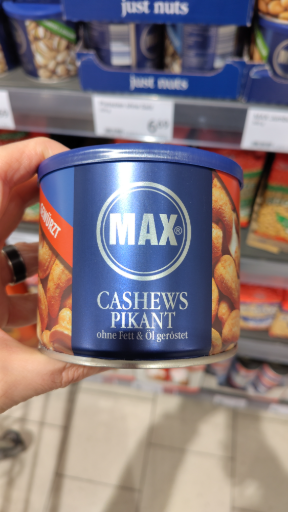 just nuts
just nuts
MAX®
CASHEWS
PIKANT
ohne Fett & Öl geröstet